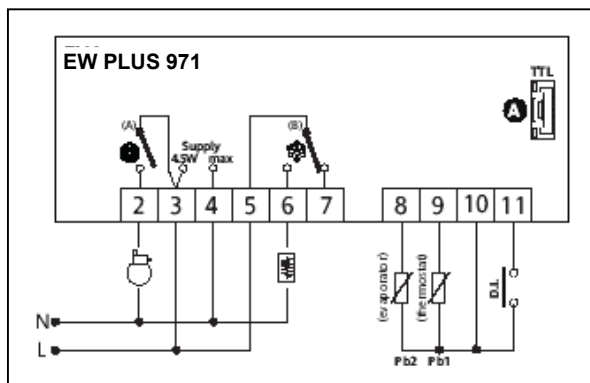 EW PLUS 971
TTL
A
(A)
(B)
Supply
4.5W max
2 3 4 5 6 7 8 9 10 11
(evaporator)
(thermostat)
D.I.
N
L
Pb2 Pb1